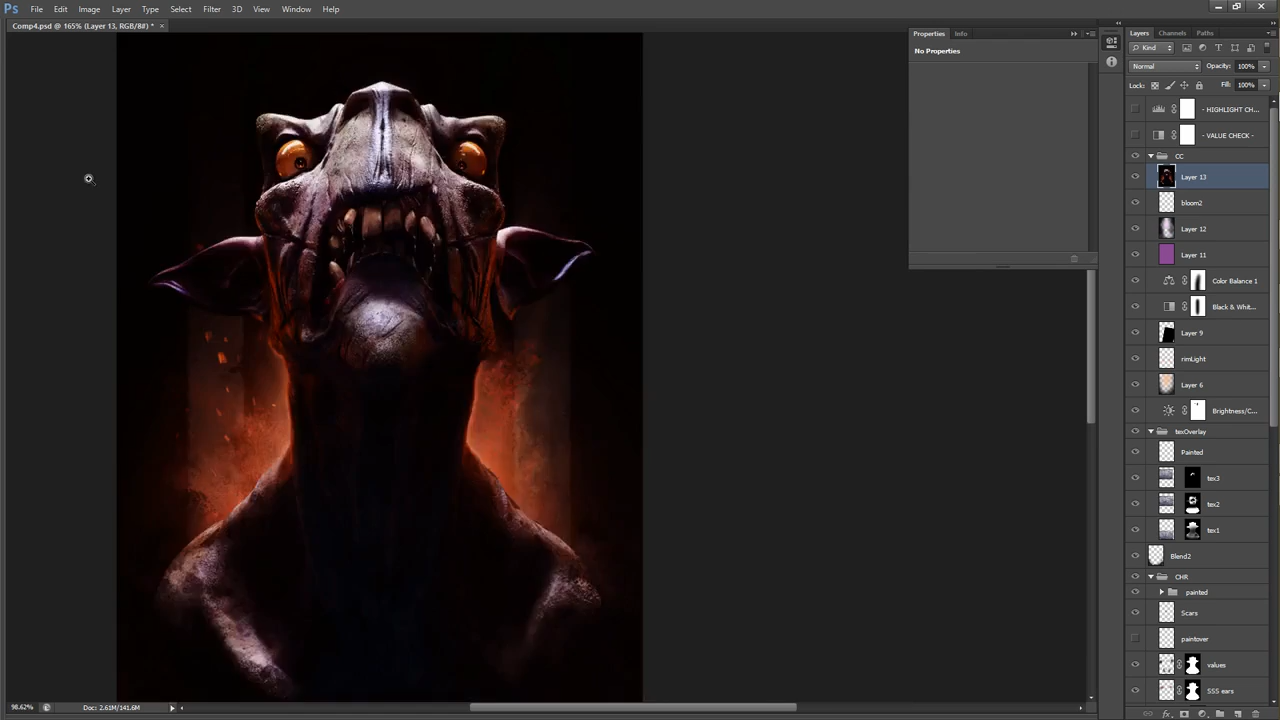 Ps File Edit Image Layer Type Select Filter 3D View Window Help
Comp4.psd @ 165% (Layer 13, RGB/8#) * ×
Properties Info
No Properties
Layers Channels Paths
Kind
Normal Opacity: 100%
Lock: Fill: 100%
- HIGHLIGHT CH...
- VALUE CHECK -
CC
Layer 13
bloom2
Layer 12
Layer 11
Color Balance 1
Black & Whit...
Layer 9
rimLight
Layer 6
Brightness/C...
texOverlay
Painted
tex3
tex2
tex1
Blend2
CHR
painted
Scars
paintover
values
SSS ears
98.62% Doc: 2.61M/141.6M